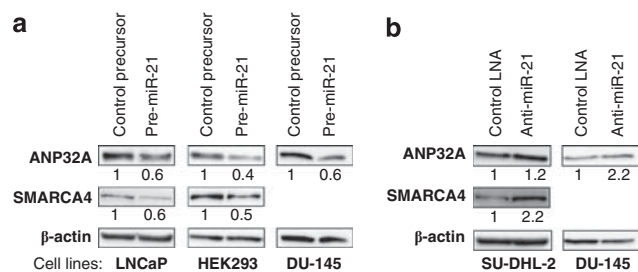 a
Control precursor
Pre-miR-21
Control precursor
Pre-miR-21
Control precursor
Pre-miR-21
ANP32A
1 0.6 1 0.4 1 0.6
SMARCA4
1 0.6 1 0.5
β-actin
Cell lines: LNCaP HEK293 DU-145
b
Control LNA
Anti-miR-21
Control LNA
Anti-miR-21
ANP32A
1 1.2 1 2.2
SMARCA4
1 2.2
β-actin
SU-DHL-2 DU-145